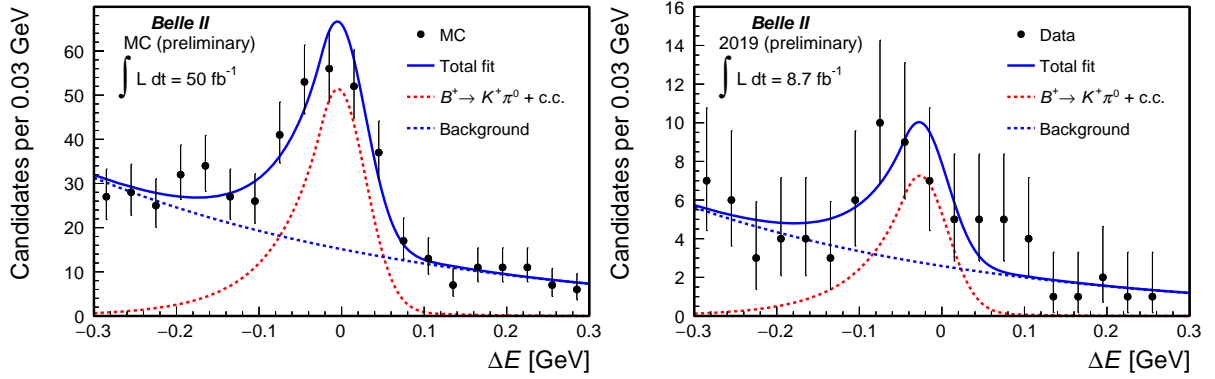 Belle II
MC (preliminary)
∫ L dt = 50 fb⁻¹
MC
Total fit
B⁺→ K⁺π⁰ + c.c.
Background
Candidates per 0.03 GeV
60
50
40
30
20
10
0
−0.3 −0.2 −0.1 0 0.1 0.2 0.3
ΔE [GeV]
Belle II
2019 (preliminary)
∫ L dt = 8.7 fb⁻¹
Data
Total fit
B⁺→ K⁺π⁰ + c.c.
Background
Candidates per 0.03 GeV
16
14
12
10
8
6
4
2
0
−0.3 −0.2 −0.1 0 0.1 0.2 0.3
ΔE [GeV]